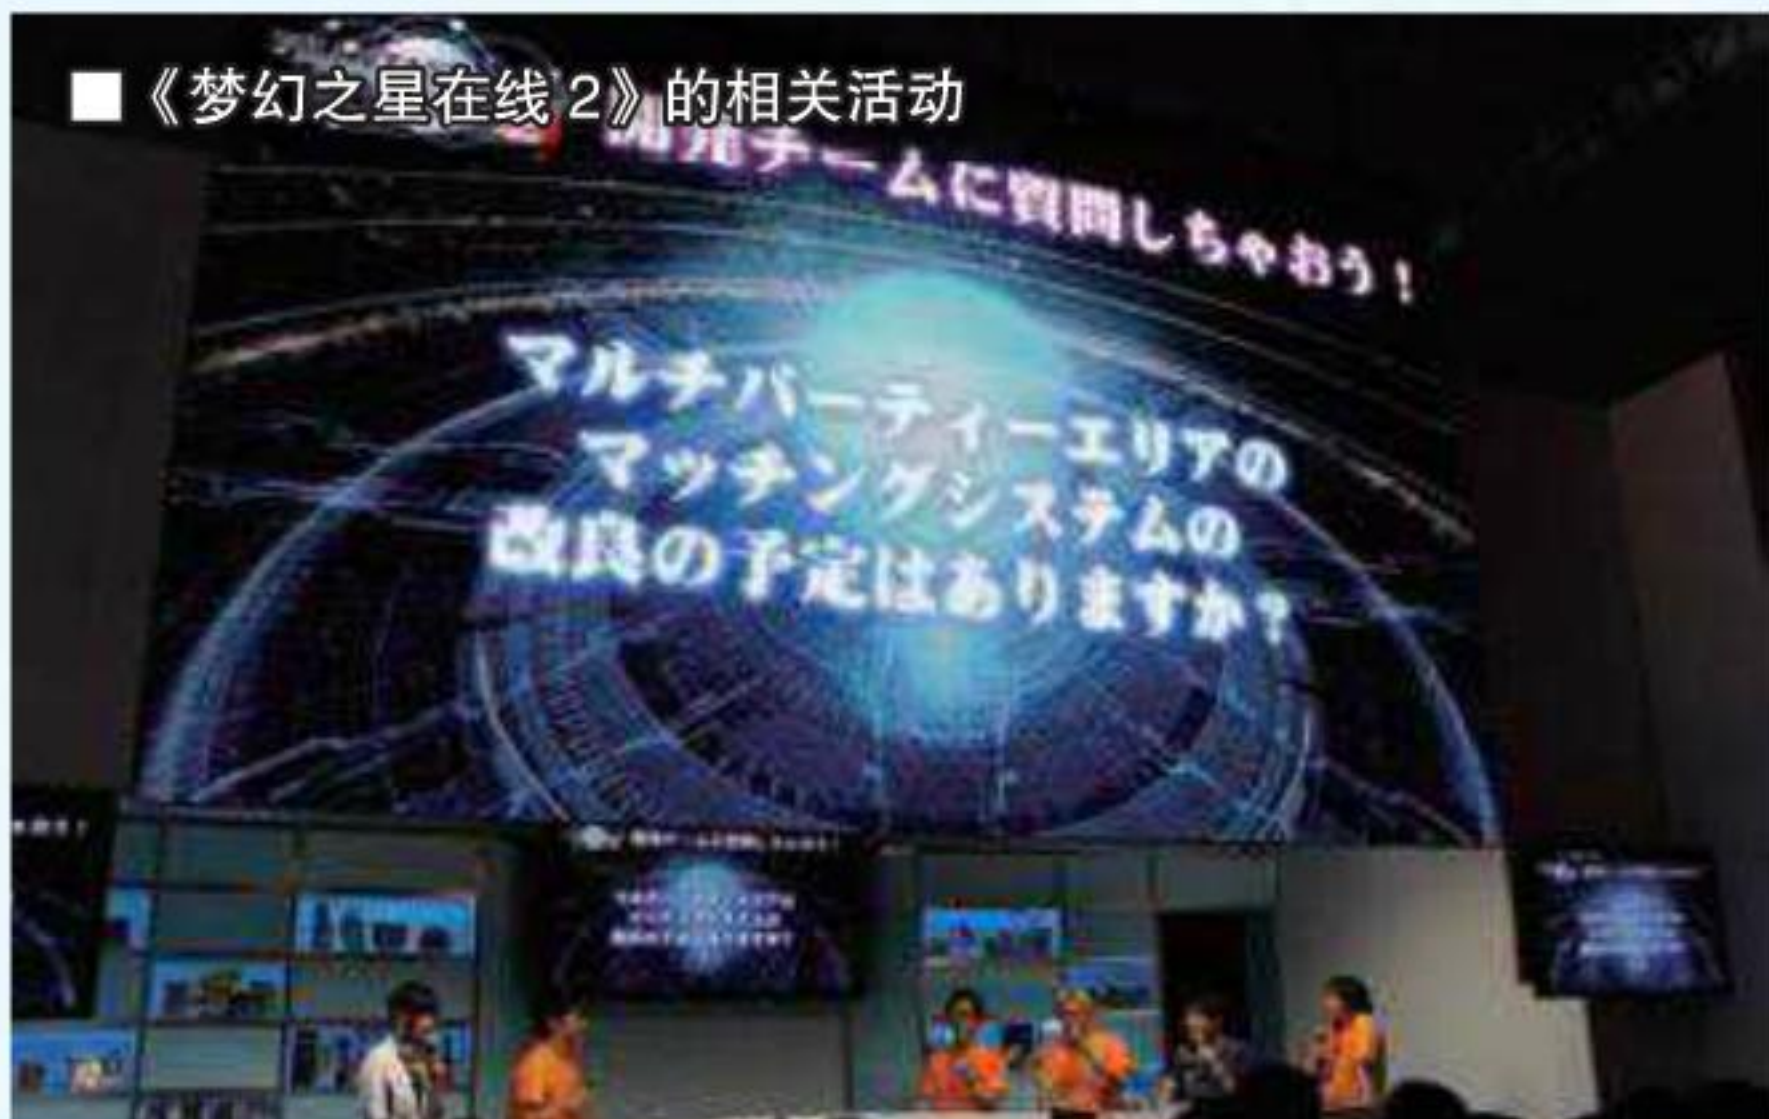 ■《梦幻之星在线2》的相关活动
開発チームに質問しちゃおう！
マルチパーティーエリアの
マッチングシステムの
改良の予定はありますか？